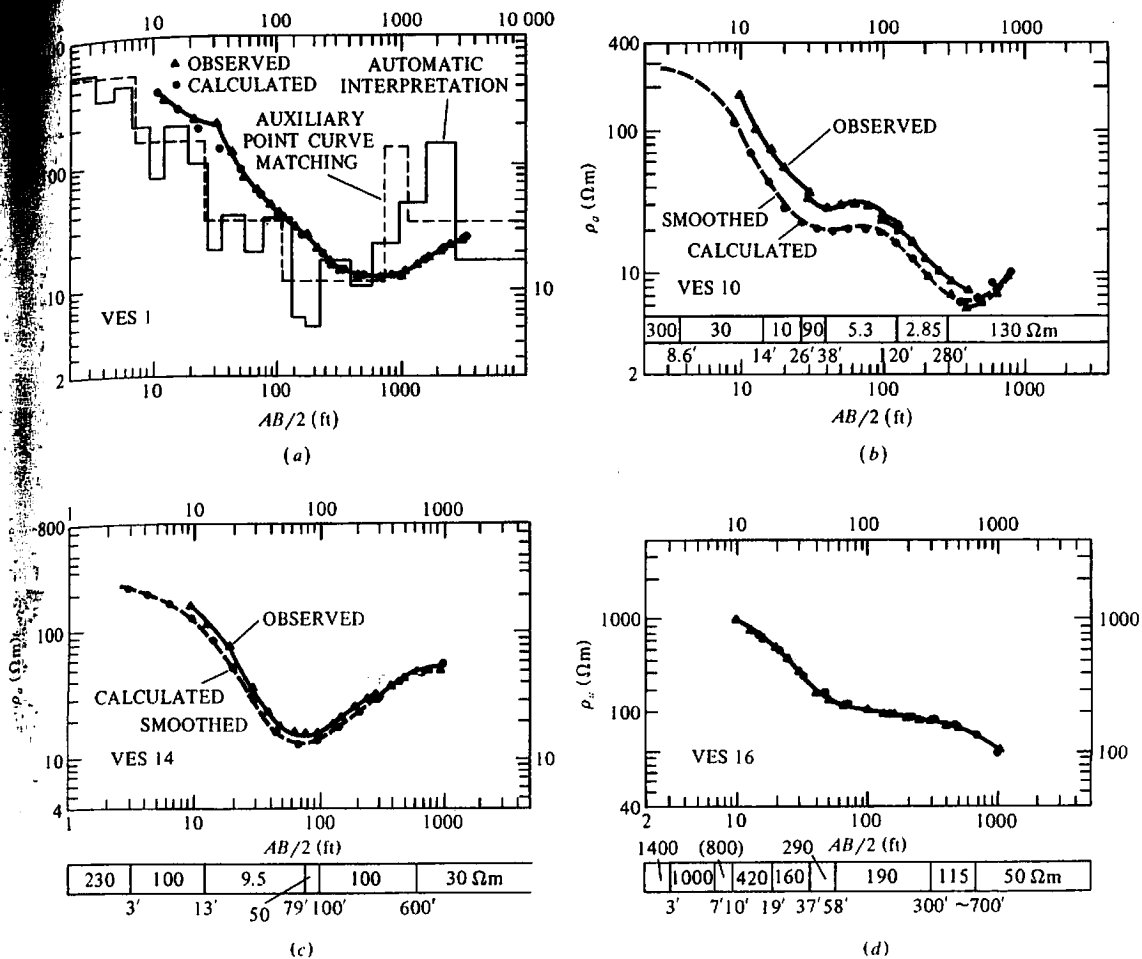 10 100 1000 10 000
▲ OBSERVED
● CALCULATED
AUTOMATIC
INTERPRETATION
AUXILIARY
POINT CURVE
MATCHING
10
10
VES 1
2
10 100 1000
AB/2 (ft)
(a)
10 100 1000
400
100
10
2
ρa (Ωm)
OBSERVED
SMOOTHED
CALCULATED
VES 10
300 30 10 90 5.3 2.85 130 Ωm
8.6' 14' 26' 38' 120' 280'
10 100 1000
AB/2 (ft)
(b)
10 100 1000
800
100
10
4
ρa (Ωm)
OBSERVED
CALCULATED
SMOOTHED
VES 14
10
1 10 100 1000
AB/2 (ft)
230 100 9.5 100 30 Ωm
3' 13' 50 79' 100' 600'
(c)
10 100 1000
1000
100
40
ρa (Ωm)
1000
100
VES 16
2 10 100 1000
AB/2 (ft)
1400 (800) 290
1000 420 160 190 115 50 Ωm
3' 7' 10' 19' 37' 58' 300' ~700'
(d)